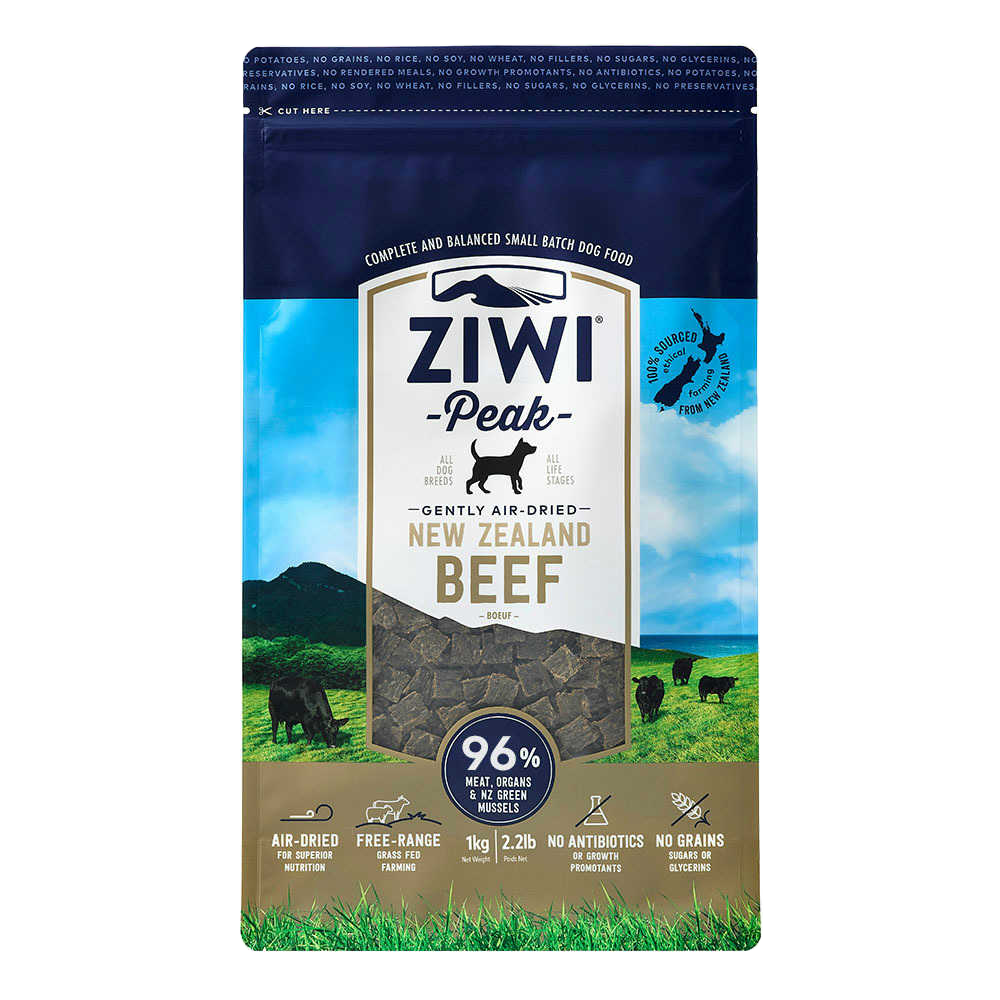 POTATOES, NO GRAINS, NO RICE, NO SOY, NO WHEAT, NO FILLERS, NO SUGARS, NO GLYCERINS,
PRESERVATIVES, NO RENDERED MEALS, NO GROWTH PROMOTANTS, NO ANTIBIOTICS, NO POTATOES, NO
RAINS, NO RICE, NO SOY, NO WHEAT, NO FILLERS, NO SUGARS, NO GLYCERINS, NO PRESERVATIVES,
CUT HERE
COMPLETE AND BALANCED SMALL BATCH DOG FOOD
ZIWI®
-Peak-
100% SOURCED
ethical
farming
FROM NEW ZEALAND
ALL
DOG
BREEDS
ALL
LIFE
STAGES
GENTLY AIR-DRIED
NEW ZEALAND
BEEF
- BOEUF -
96%
MEAT, ORGANS
& NZ GREEN
MUSSELS
AIR-DRIED
FOR SUPERIOR
NUTRITION
FREE-RANGE
GRASS FED
FARMING
1kg
Net Weight
2.2lb
Poids Net
NO ANTIBIOTICS
OR GROWTH
PROMOTANTS
NO GRAINS
SUGARS OR
GLYCERINS